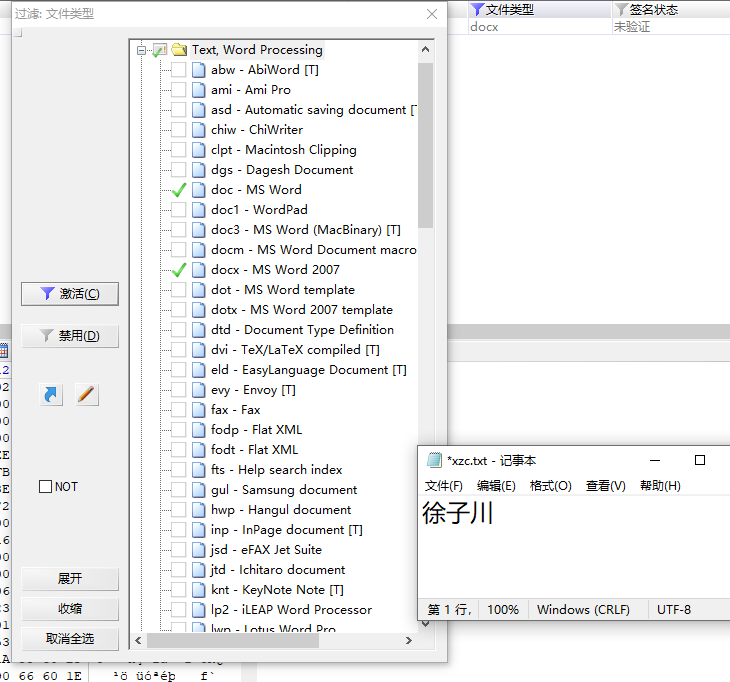 过滤: 文件类型
文件类型
签名状态
docx
未验证
Text, Word Processing
abw - AbiWord [T]
ami - Ami Pro
asd - Automatic saving document [T
chiw - ChiWriter
clpt - Macintosh Clipping
dgs - Dagesh Document
doc - MS Word
doc1 - WordPad
doc3 - MS Word (MacBinary) [T]
docm - MS Word Document macro
docx - MS Word 2007
dot - MS Word template
dotx - MS Word 2007 template
dtd - Document Type Definition
dvi - TeX/LaTeX compiled [T]
eld - EasyLanguage Document [T]
evy - Envoy [T]
fax - Fax
fodp - Flat XML
fodt - Flat XML
fts - Help search index
gul - Samsung document
hwp - Hangul document
inp - InPage document [T]
jsd - eFAX Jet Suite
jtd - Ichitaro document
knt - KeyNote Note [T]
lp2 - iLEAP Word Processor
lwp - Lotus Word Pro
激活(C)
禁用(D)
NOT
展开
收缩
取消全选
*xzc.txt - 记事本
文件(F) 编辑(E) 格式(O) 查看(V) 帮助(H)
徐子川
第 1 行, 100% Windows (CRLF) UTF-8
00 66 60 1E